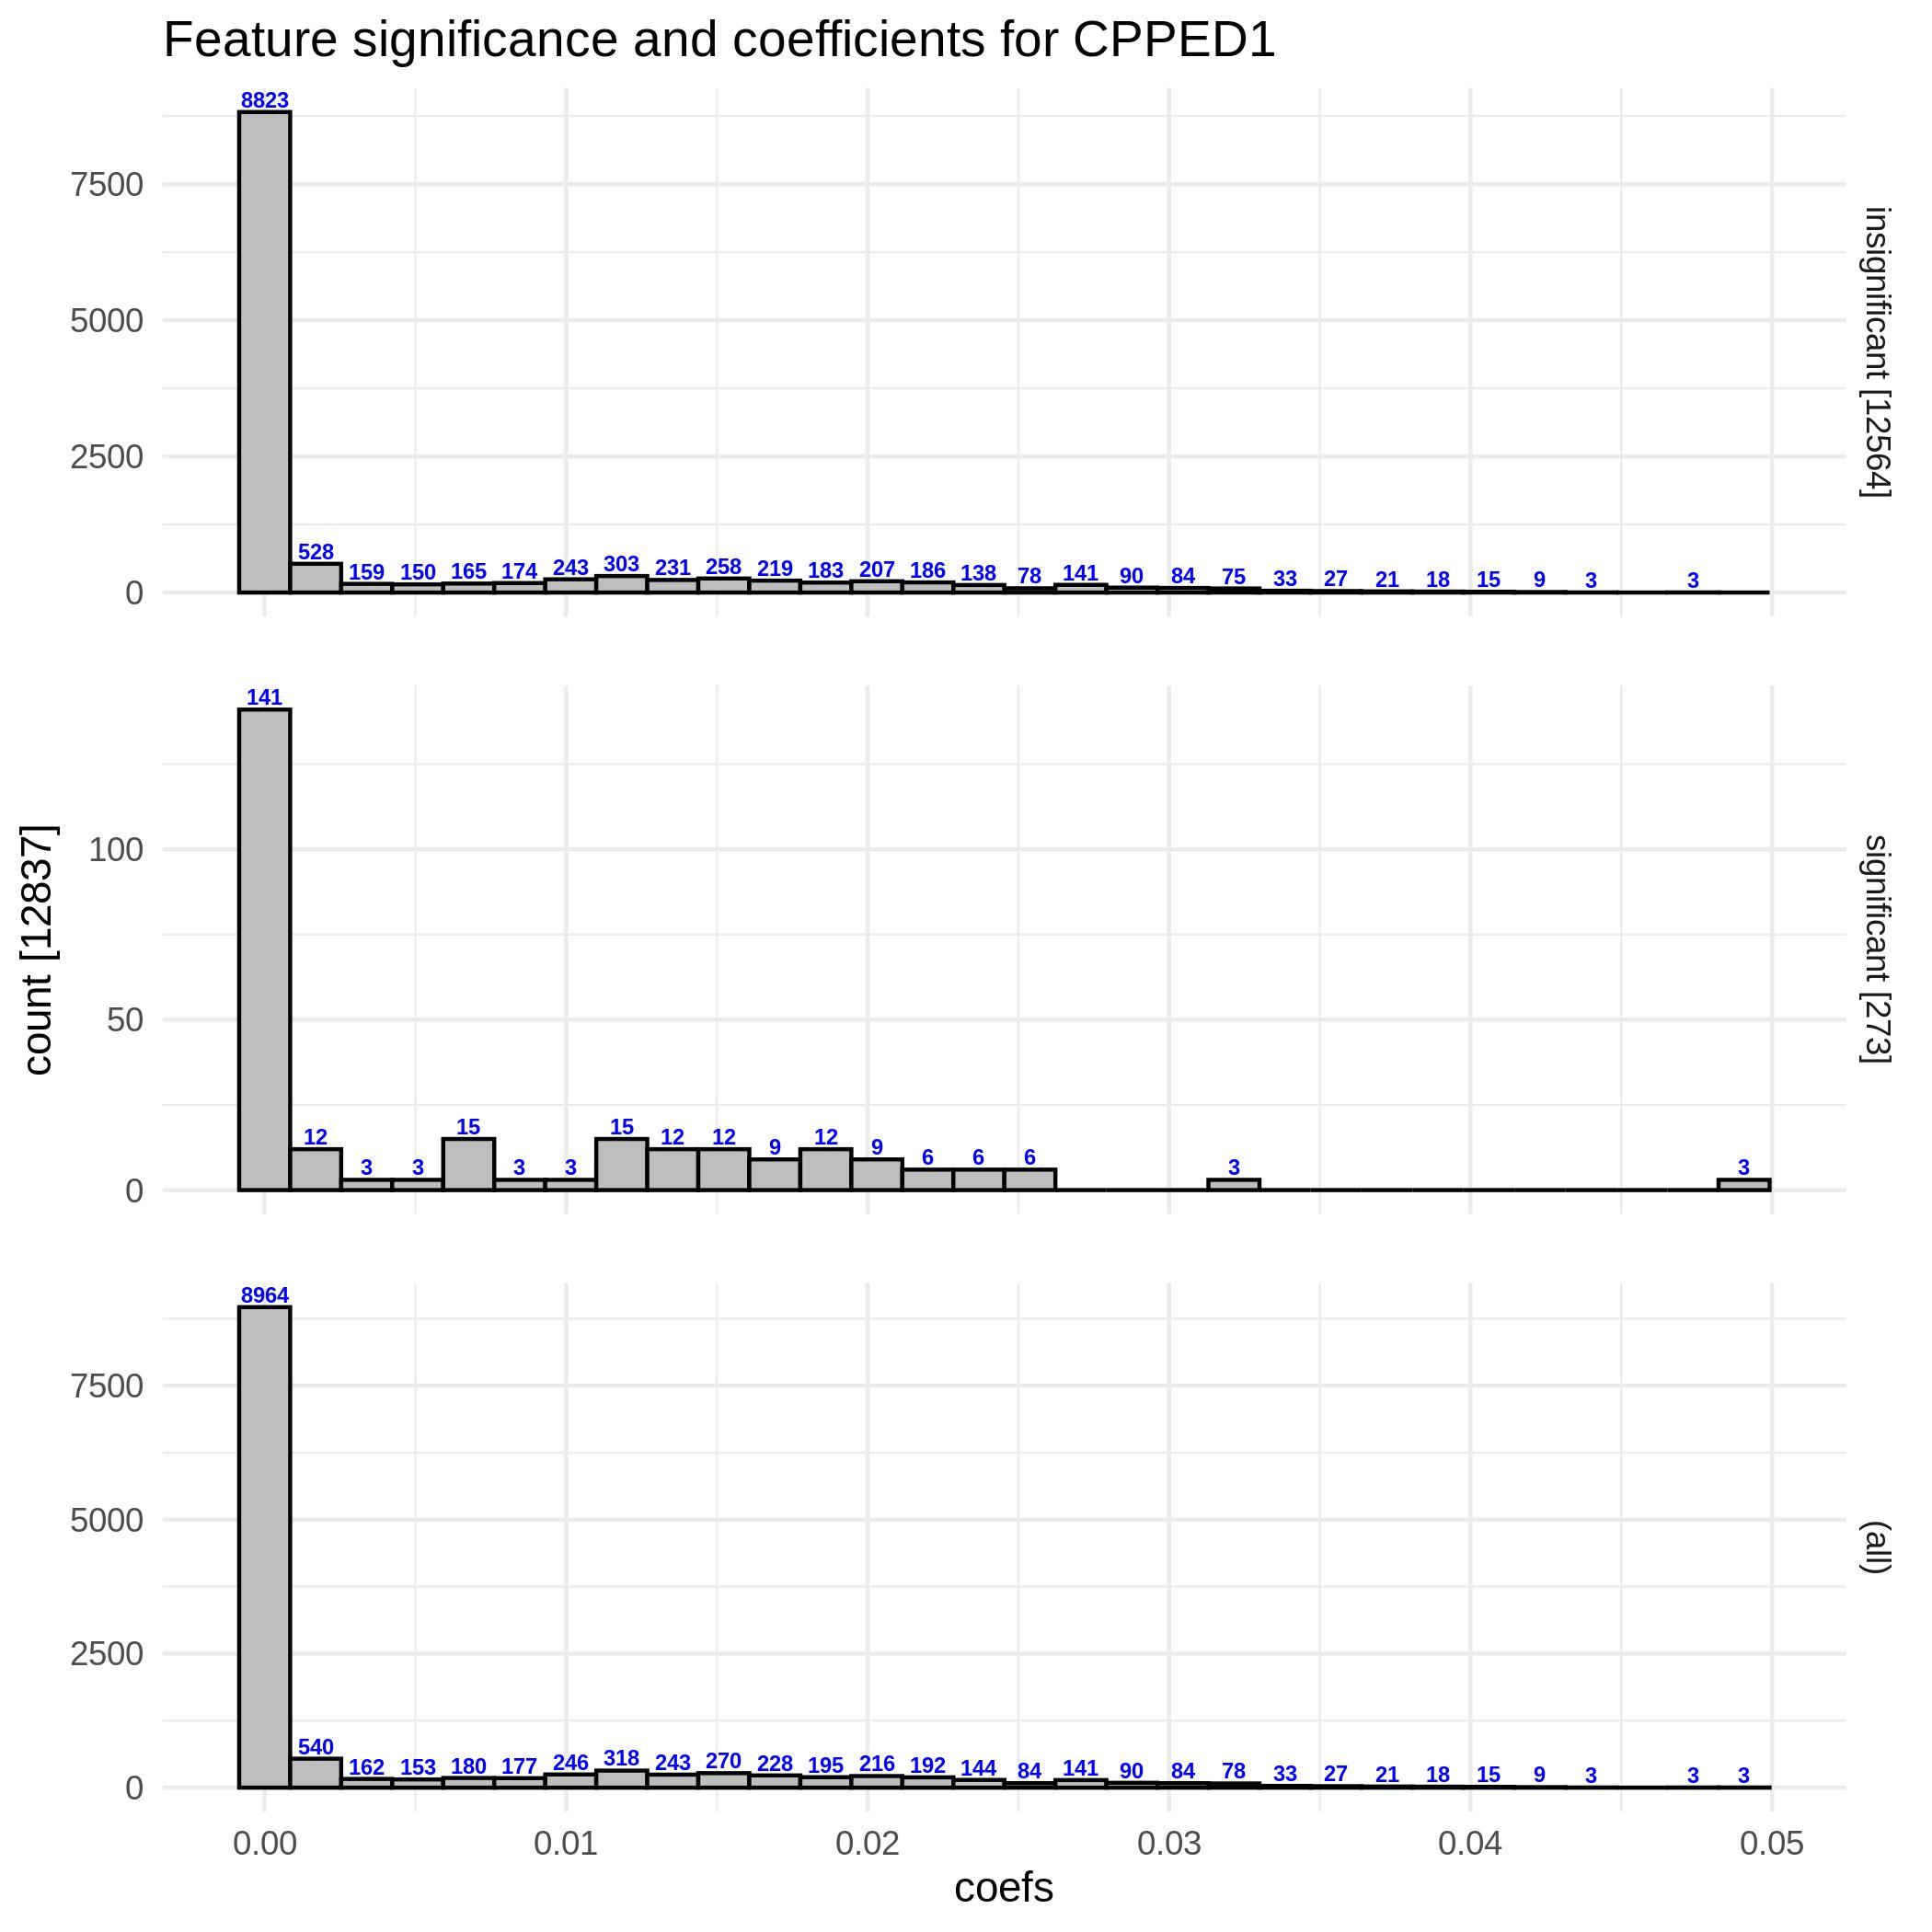 Feature significance and coefficients for CPPED1
8823
7500
5000
2500
528 159 150 165 174 243 303 231 258 219 183 207 186 138 78 141 90 84 75 33 27 21 18 15 9 3 3
0
insignificant [12564]
141
100
50
12 3 3 15 3 3 15 12 12 9 12 9 6 6 6 3 3
0
significant [273]
count [12837]
8964
7500
5000
2500
540 162 153 180 177 246 318 243 270 228 195 216 192 144 84 141 90 84 78 33 27 21 18 15 9 3 3 3
0
(all)
0.00 0.01 0.02 0.03 0.04 0.05
coefs